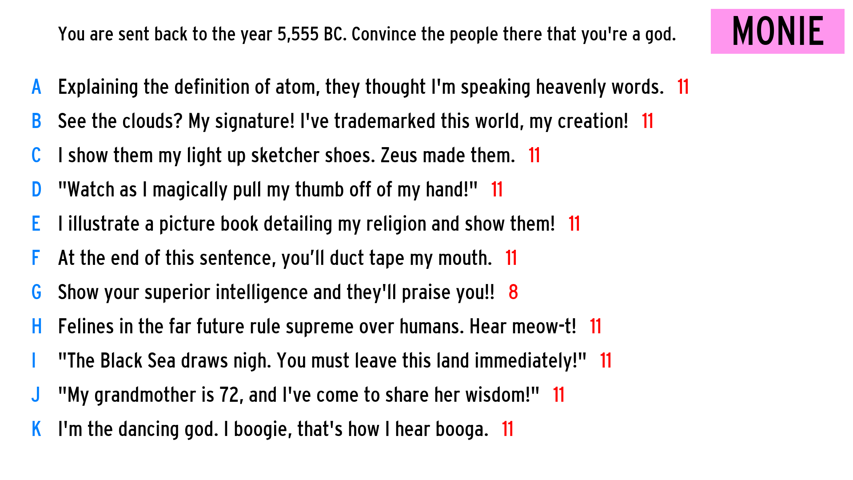 You are sent back to the year 5,555 BC. Convince the people there that you're a god.
MONIE
A Explaining the definition of atom, they thought I'm speaking heavenly words. 11
B See the clouds? My signature! I've trademarked this world, my creation! 11
C I show them my light up sketcher shoes. Zeus made them. 11
D "Watch as I magically pull my thumb off of my hand!" 11
E I illustrate a picture book detailing my religion and show them! 11
F At the end of this sentence, you’ll duct tape my mouth. 11
G Show your superior intelligence and they'll praise you!! 8
H Felines in the far future rule supreme over humans. Hear meow-t! 11
I "The Black Sea draws nigh. You must leave this land immediately!" 11
J "My grandmother is 72, and I've come to share her wisdom!" 11
K I'm the dancing god. I boogie, that's how I hear booga. 11